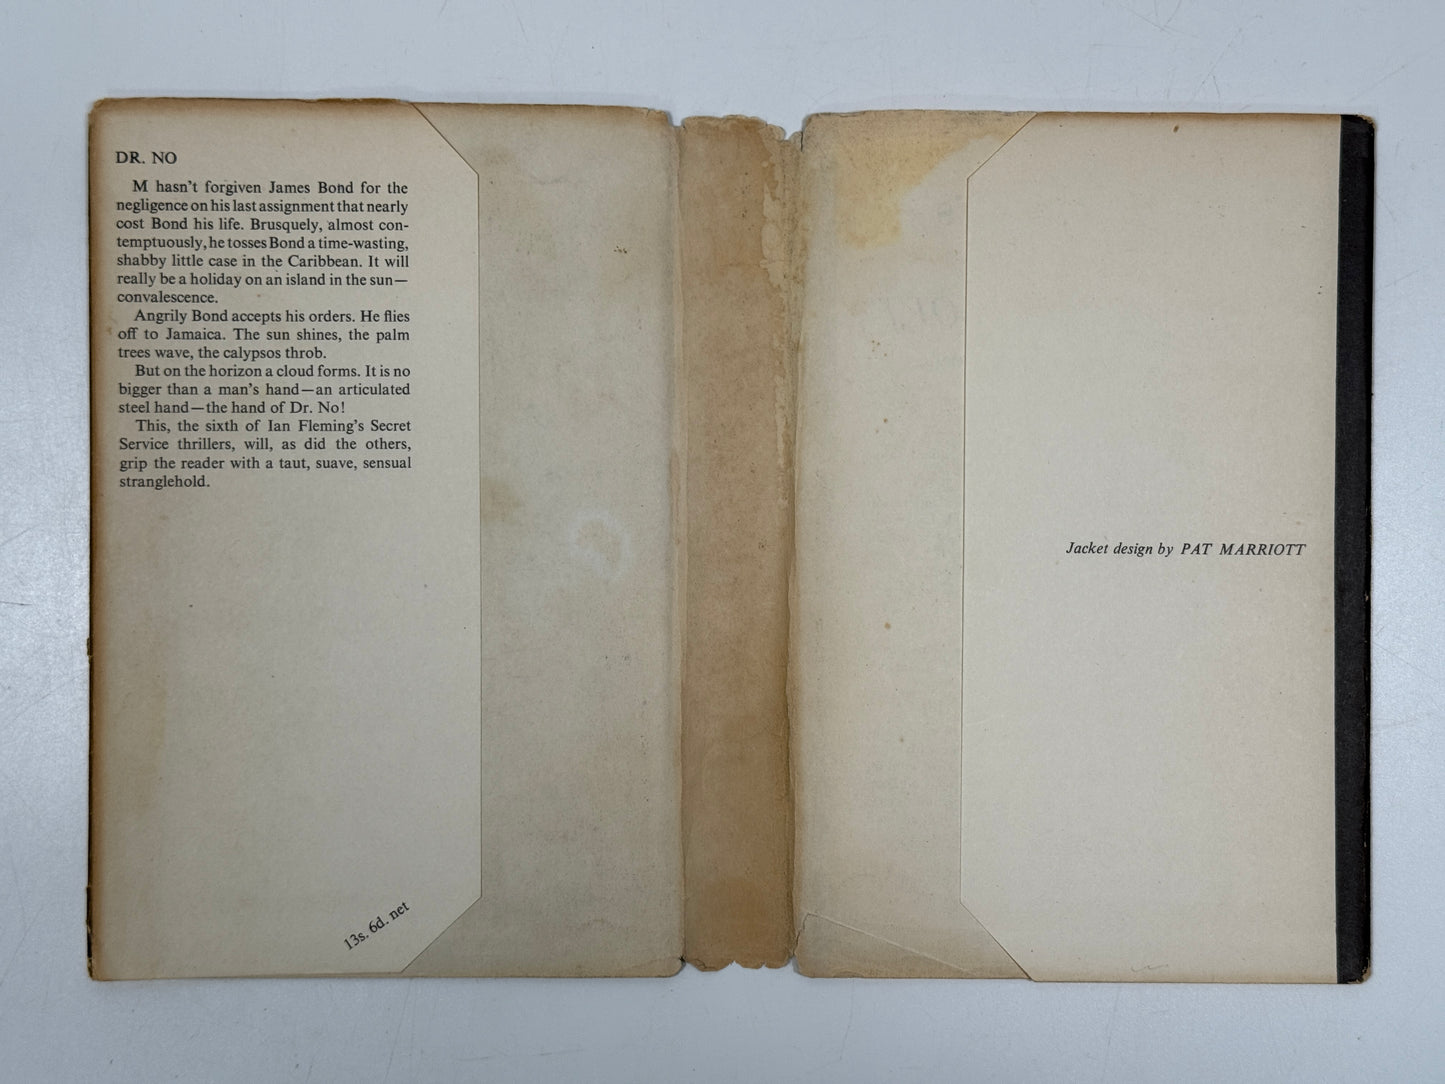 DR. NO
M hasn't forgiven James Bond for the
negligence on his last assignment that nearly
cost Bond his life. Brusquely, almost con-
temptuously, he tosses Bond a time-wasting,
shabby little case in the Caribbean. It will
really be a holiday on an island in the sun—
convalescence.
Angrily Bond accepts his orders. He flies
off to Jamaica. The sun shines, the palm
trees wave, the calypsos throb.
But on the horizon a cloud forms. It is no
bigger than a man's hand—an articulated
steel hand—the hand of Dr. No!
This, the sixth of Ian Fleming's Secret
Service thrillers, will, as did the others,
grip the reader with a taut, suave, sensual
stranglehold.
13s. 6d. net
Jacket design by PAT MARRIOTT